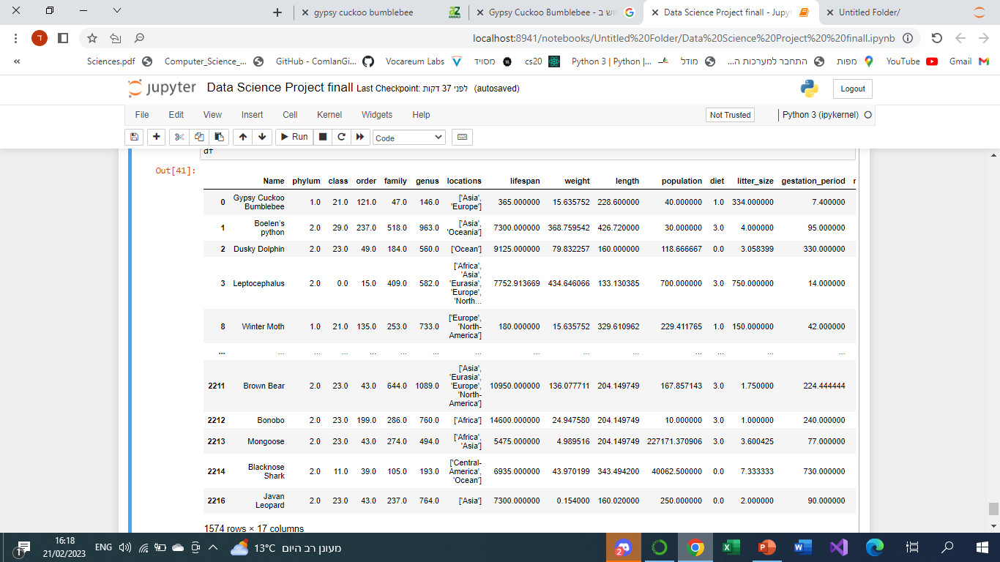 gypsy cuckoo bumblebee
Gypsy Cuckoo Bumblebee - חיפוש ב
Data Science Project finall - Jupyt
Untitled Folder/
ד
localhost:8941/notebooks/Untitled%20Folder/Data%20Science%20Project%20%20finall.ipynb
« Sciences.pdf Computer_Science_... GitHub - ComlanGi... Vocareum Labs מסויד cs20 Python 3 | Python |... מודל התחבר למערכות ה... מפות YouTube Gmail
jupyter Data Science Project finall Last Checkpoint: לפני 37 דקות (autosaved) Logout
File Edit View Insert Cell Kernel Widgets Help Not Trusted Python 3 (ipykernel)
Run Code
df
Out[41]:
Name phylum class order family genus locations lifespan weight length population diet litter_size gestation_period
0 Gypsy Cuckoo Bumblebee 1.0 21.0 121.0 47.0 146.0 ['Asia', 'Europe'] 365.000000 15.635752 228.600000 40.000000 1.0 334.000000 7.400000
1 Boelen's python 2.0 29.0 237.0 518.0 963.0 ['Asia', 'Oceania'] 7300.000000 368.759542 426.720000 30.000000 3.0 4.000000 95.000000
2 Dusky Dolphin 2.0 23.0 49.0 184.0 560.0 ['Ocean'] 9125.000000 79.832257 160.000000 118.666667 0.0 3.058399 330.000000
3 Leptocephalus 2.0 0.0 15.0 409.0 582.0 ['Africa', 'Asia', 'Eurasia', 'Europe', 'North... 7752.913669 434.646066 133.130385 700.000000 3.0 750.000000 14.000000
8 Winter Moth 1.0 21.0 135.0 253.0 733.0 ['Europe', 'North-America'] 180.000000 15.635752 329.610962 229.411765 1.0 150.000000 42.000000
... ... ... ... ... ... ... ... ... ... ... ... ... ... ...
2211 Brown Bear 2.0 23.0 43.0 644.0 1089.0 ['Asia', 'Eurasia', 'Europe', 'North-America'] 10950.000000 136.077711 204.149749 167.857143 3.0 1.750000 224.444444
2212 Bonobo 2.0 23.0 199.0 286.0 760.0 ['Africa'] 14600.000000 24.947580 204.149749 10.000000 3.0 1.000000 240.000000
2213 Mongoose 2.0 23.0 43.0 274.0 494.0 ['Africa', 'Asia'] 5475.000000 4.989516 204.149749 227171.370906 3.0 3.600425 77.000000
2214 Blacknose Shark 2.0 11.0 39.0 105.0 193.0 ['Central-America', 'Ocean'] 6935.000000 43.970199 343.494200 40062.500000 0.0 7.333333 730.000000
2216 Javan Leopard 2.0 23.0 43.0 237.0 764.0 ['Asia'] 7300.000000 0.154000 160.020000 250.000000 0.0 2.000000 90.000000
1574 rows × 17 columns
1
16:18
21/02/2023
ENG
13°C מעונן רב היום
2